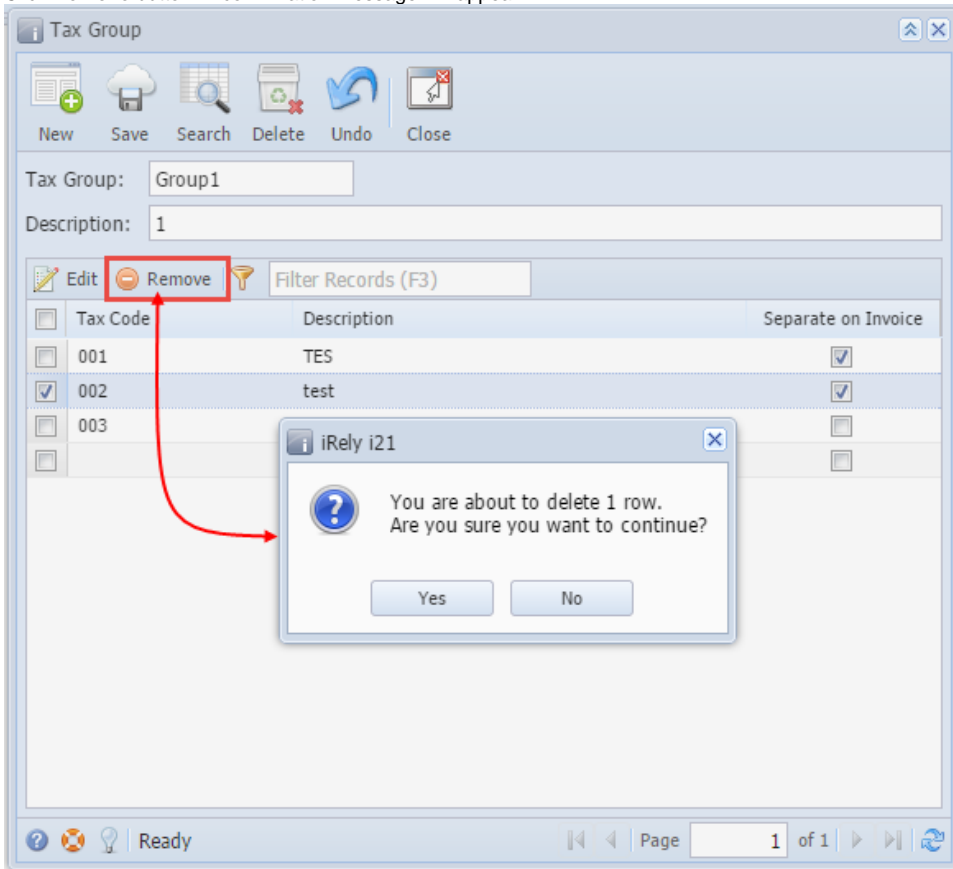 Tax Group
New Save Search Delete Undo Close
Tax Group: Group1
Description: 1
Edit Remove Filter Records (F3)
Tax Code Description Separate on Invoice
001 TES
002 test
003
iRely i21
You are about to delete 1 row.
Are you sure you want to continue?
Yes No
Ready Page 1 of 1